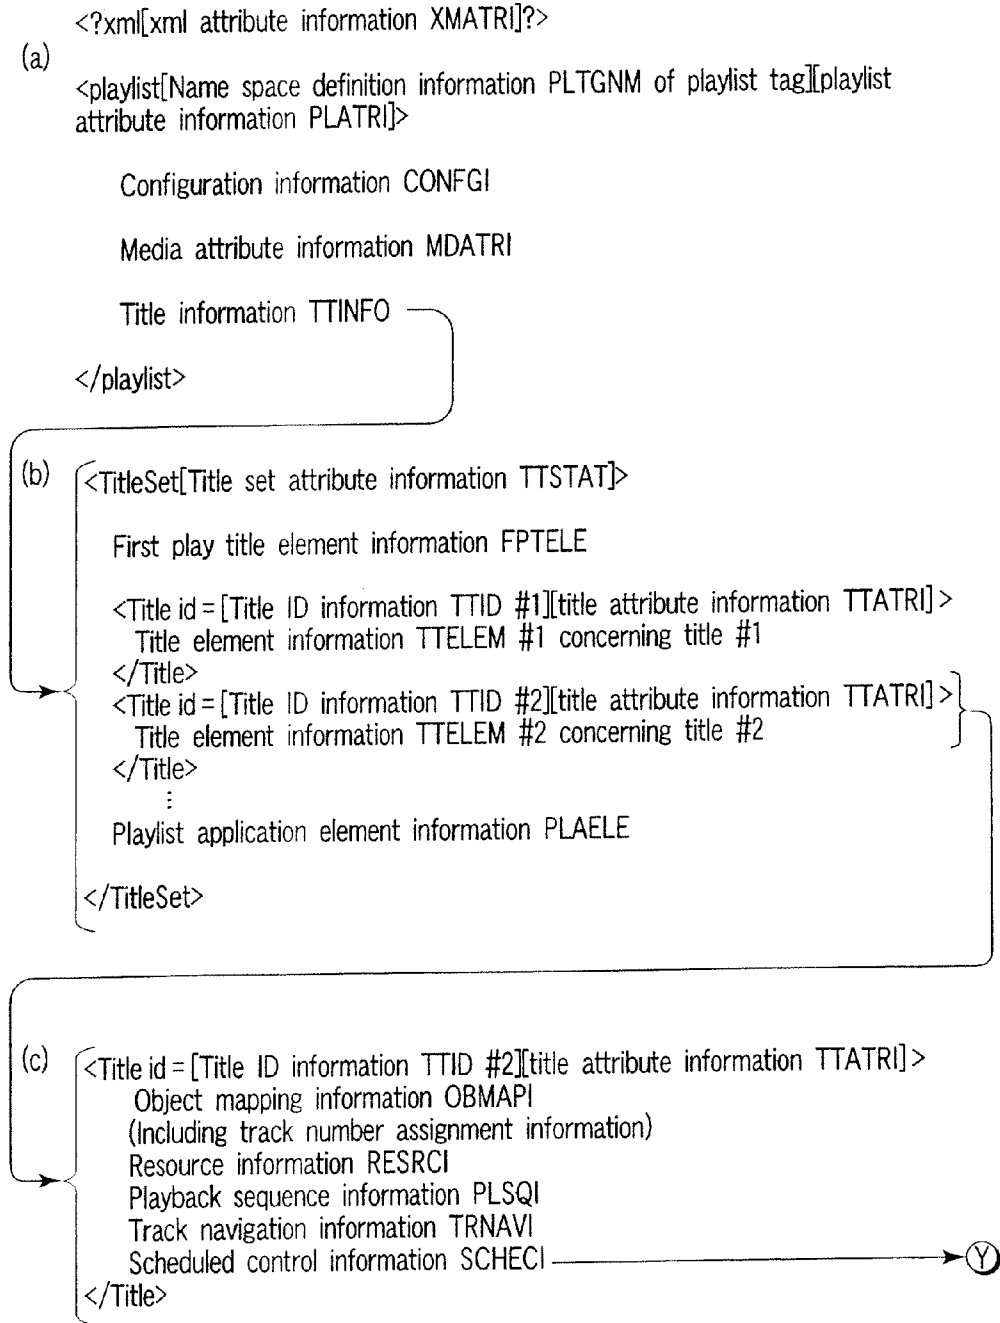 <?xml[xml attribute information XMATRI]?>
(a)
<playlist[Name space definition information PLTGNM of playlist tag][playlist
attribute information PLATRI]>
Configuration information CONFGI
Media attribute information MDATRI
Title information TTINFO
</playlist>
(b) <TitleSet[Title set attribute information TTSTAT]>
First play title element information FPTELE
<Title id = [Title ID information TTID #1][title attribute information TTATRI] >
Title element information TTELEM #1 concerning title #1
</Title>
<Title id = [Title ID information TTID #2][title attribute information TTATRI] >
Title element information TTELEM #2 concerning title #2
</Title>
⋮
Playlist application element information PLAELE
</TitleSet>
(c) <Title id = [Title ID information TTID #2][title attribute information TTATRI] >
Object mapping information OBMAPI
(Including track number assignment information)
Resource information RESRCI
Playback sequence information PLSQI
Track navigation information TRNAVI
Scheduled control information SCHECI Y
</Title>